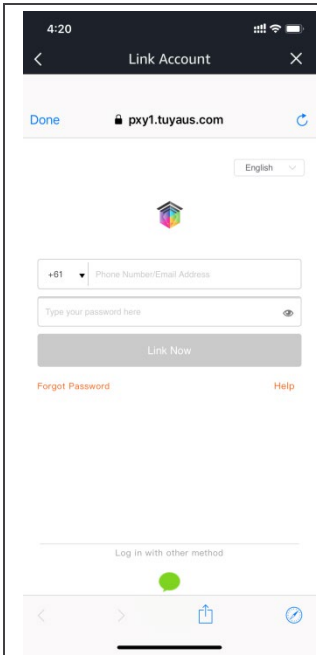 4:20
Link Account
Done pxy1.tuyaus.com
English
+61 Phone Number/Email Address
Type your password here
Link Now
Forgot Password Help
Log in with other method